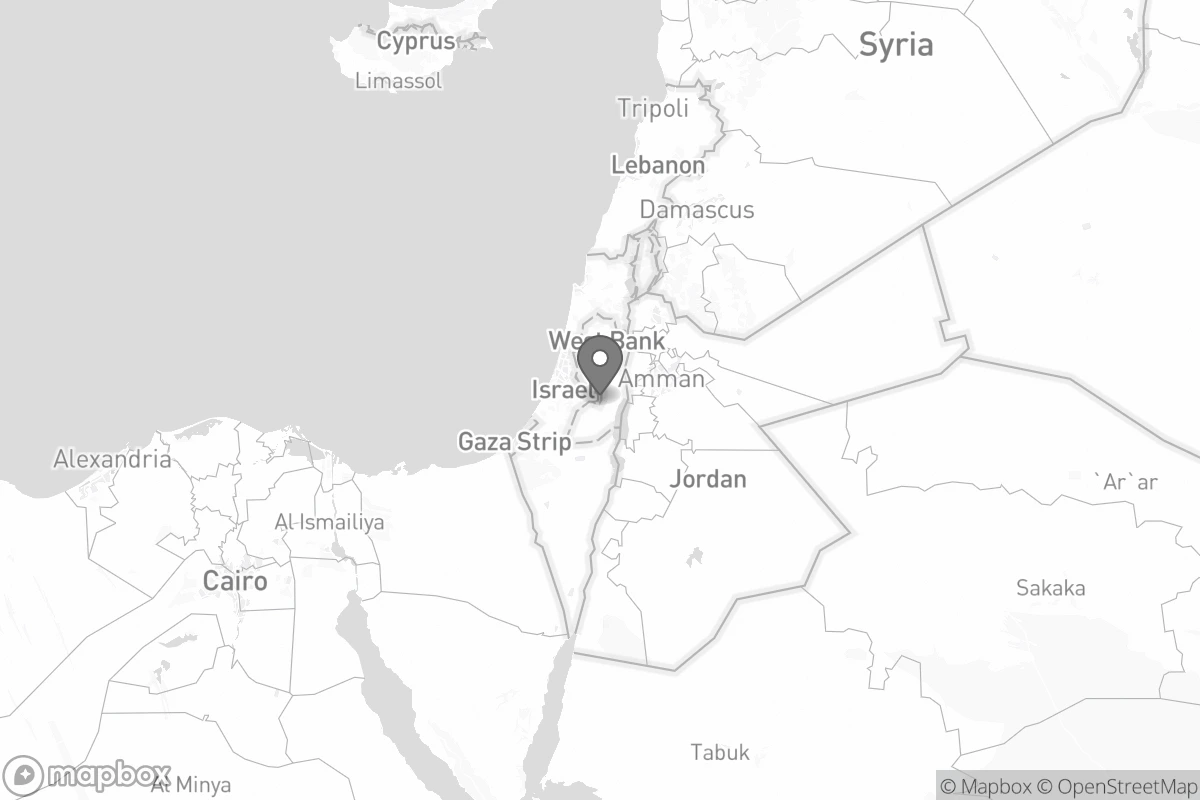 Cyprus
Syria
Limassol
Tripoli
Lebanon
Damascus
West Bank
Amman
Israel
Gaza Strip
Alexandria
Jordan
`Ar`ar
Al Ismailiya
Cairo
Sakaka
Tabuk
mapbox
Al Minya
© Mapbox © OpenStreetMap